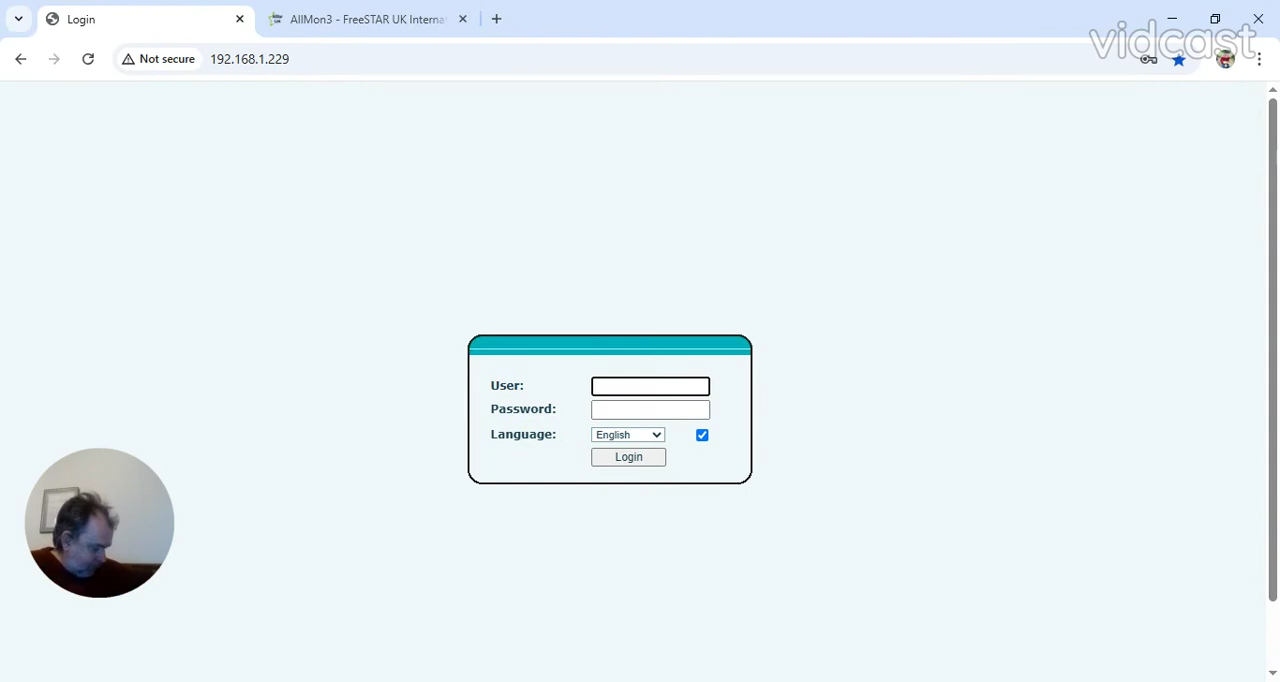 Login
AllMon3 - FreeSTAR UK Interna
Not secure
192.168.1.229
vidcast
User:
Password:
Language:
English
Login